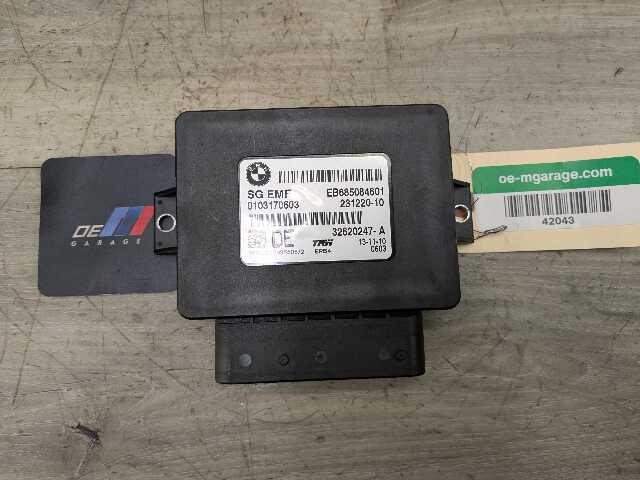 OE
GARAGE
SG EMF
EB685084601
0103170603
231220-10
OE
TRW
32620247- A
13-11-10
EPB4
0603
oe-mgarage.com
42043